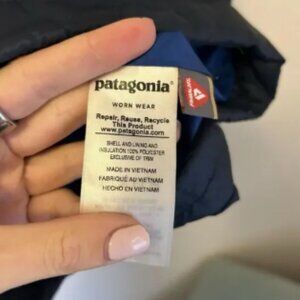 patagonia®
WORN WEAR
Repair, Reuse, Recycle
This Product
www.patagonia.com
SHELL AND LINING AND
INSULATION 100% POLYESTER
EXCLUSIVE OF TRIM
MADE IN VIETNAM
FABRIQUÉ AU VIETNAM
HECHO EN VIETNAM
PRIMALOFT